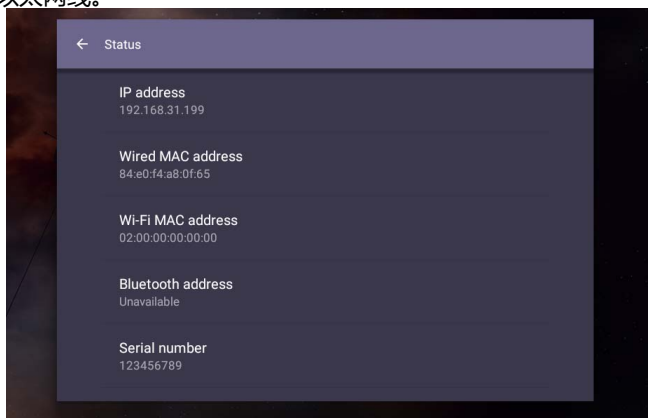 Status
IP address
192.168.31.199
Wired MAC address
84:e0:f4:a8:0f:65
Wi-Fi MAC address
02:00:00:00:00:00
Bluetooth address
Unavailable
Serial number
123456789